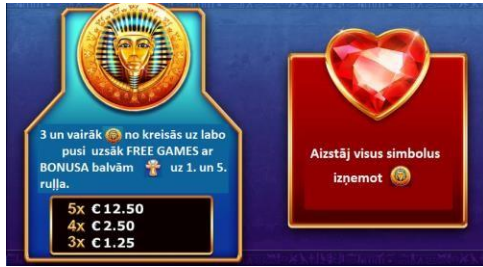 3 un vairāk no kreisās uz labo
pusi uzsāk FREE GAMES ar
BONUSA balvām uz 1. un 5.
ruļļa.
5x € 12.50
4x € 2.50
3x € 1.25
Aizstāj visus simbolus
izņemot